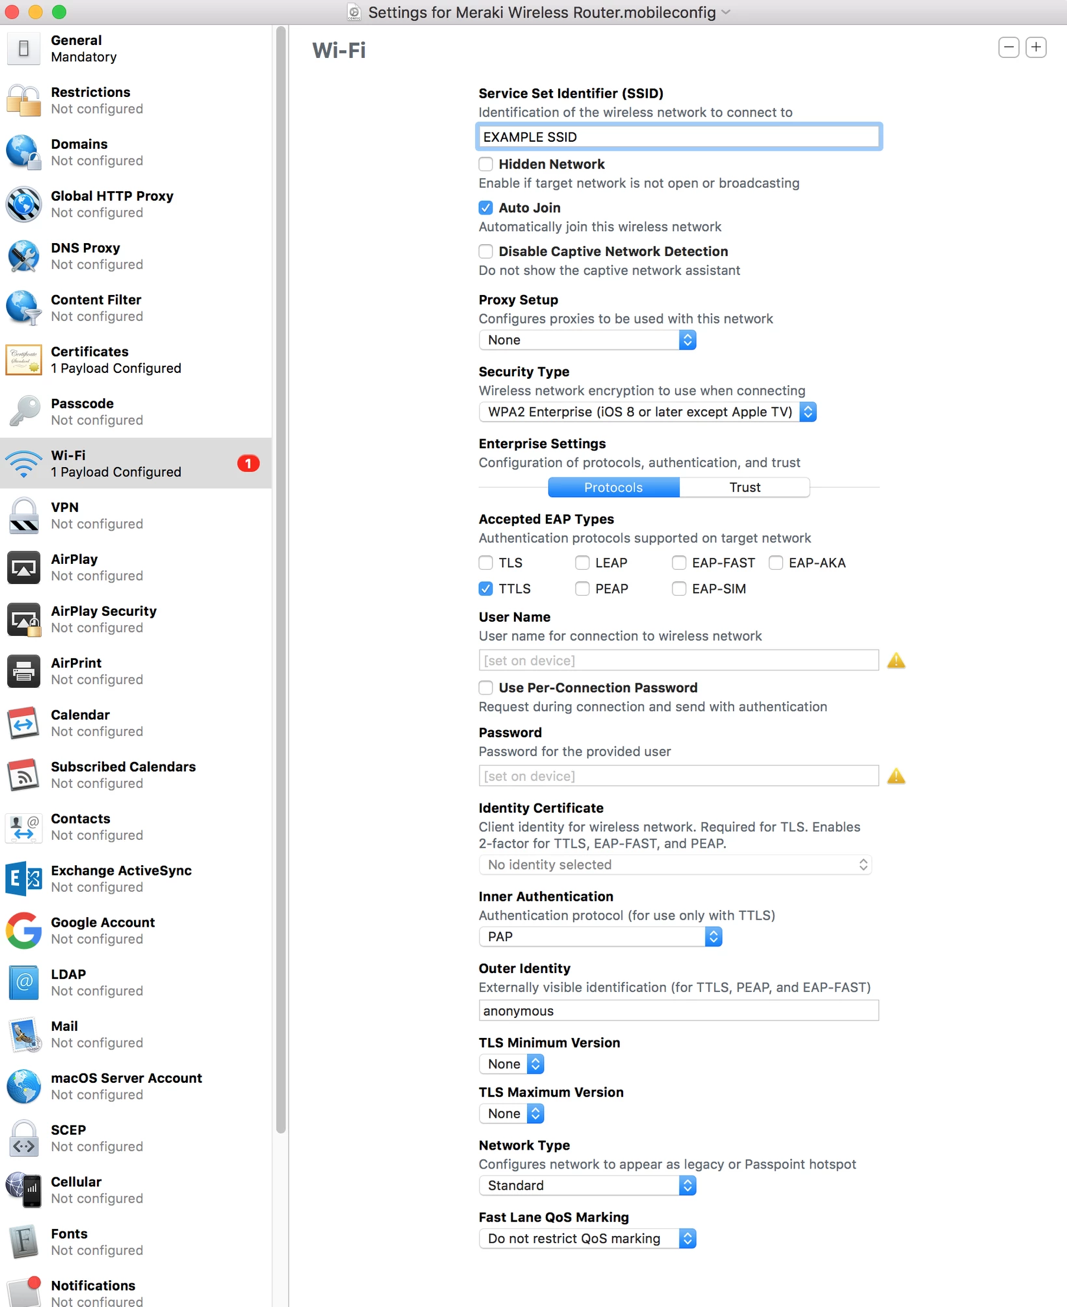 Settings for Meraki Wireless Router.mobileconfig
General
Mandatory
Restrictions
Not configured
Domains
Not configured
Global HTTP Proxy
Not configured
DNS Proxy
Not configured
Content Filter
Not configured
Certificates
1 Payload Configured
Passcode
Not configured
Wi-Fi
1 Payload Configured
1
VPN
Not configured
AirPlay
Not configured
AirPlay Security
Not configured
AirPrint
Not configured
Calendar
Not configured
Subscribed Calendars
Not configured
Contacts
Not configured
Exchange ActiveSync
Not configured
Google Account
Not configured
LDAP
Not configured
Mail
Not configured
macOS Server Account
Not configured
SCEP
Not configured
Cellular
Not configured
Fonts
Not configured
Notifications
Not configured
Wi-Fi
Service Set Identifier (SSID)
Identification of the wireless network to connect to
EXAMPLE SSID
Hidden Network
Enable if target network is not open or broadcasting
Auto Join
Automatically join this wireless network
Disable Captive Network Detection
Do not show the captive network assistant
Proxy Setup
Configures proxies to be used with this network
None
Security Type
Wireless network encryption to use when connecting
WPA2 Enterprise (iOS 8 or later except Apple TV)
Enterprise Settings
Configuration of protocols, authentication, and trust
Protocols Trust
Accepted EAP Types
Authentication protocols supported on target network
TLS LEAP EAP-FAST EAP-AKA
TTLS PEAP EAP-SIM
User Name
User name for connection to wireless network
[set on device]
Use Per-Connection Password
Request during connection and send with authentication
Password
Password for the provided user
[set on device]
Identity Certificate
Client identity for wireless network. Required for TLS. Enables
2-factor for TTLS, EAP-FAST, and PEAP.
No identity selected
Inner Authentication
Authentication protocol (for use only with TTLS)
PAP
Outer Identity
Externally visible identification (for TTLS, PEAP, and EAP-FAST)
anonymous
TLS Minimum Version
None
TLS Maximum Version
None
Network Type
Configures network to appear as legacy or Passpoint hotspot
Standard
Fast Lane QoS Marking
Do not restrict QoS marking